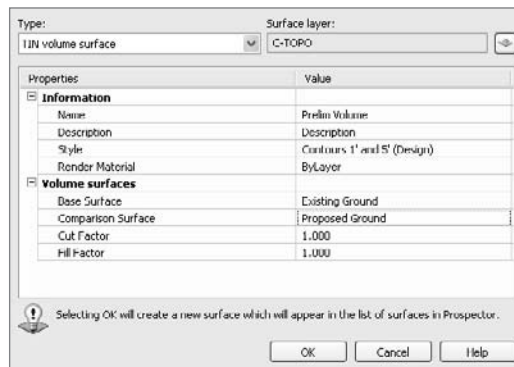 Type: Surface layer:
TIN volume surface C-TOPO
Properties Value
Information
Name Prelim Volume
Description Description
Style Contours 1' and 5' (Design)
Render Material ByLayer
Volume surfaces
Base Surface Existing Ground
Comparison Surface Proposed Ground
Cut Factor 1.000
Fill Factor 1.000
Selecting OK will create a new surface which will appear in the list of surfaces in Prospector.
OK Cancel Help